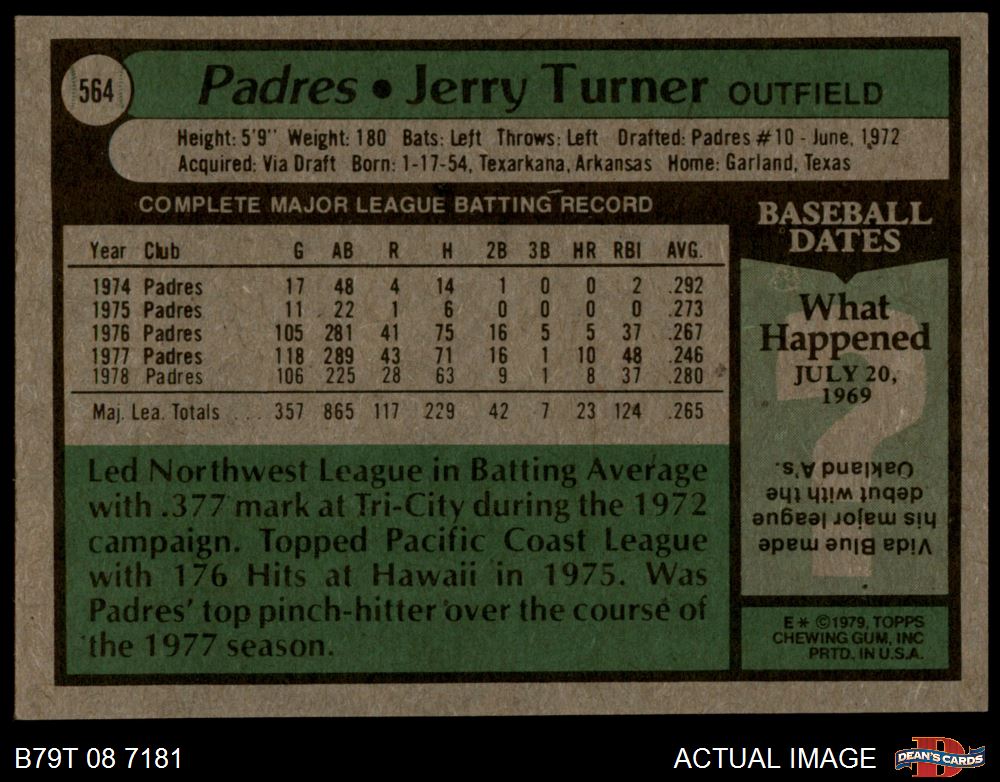 564
Padres • Jerry Turner OUTFIELD
Height: 5'9" Weight: 180 Bats: Left Throws: Left Drafted: Padres #10 - June, 1972
Acquired: Via Draft Born: 1-17-54, Texarkana, Arkansas Home: Garland, Texas
COMPLETE MAJOR LEAGUE BATTING RECORD
Year Club G AB R H 2B 3B HR RBI AVG.
1974 Padres 17 48 4 14 1 0 0 2 .292
1975 Padres 11 22 1 6 0 0 0 0 .273
1976 Padres 105 281 41 75 16 5 5 37 .267
1977 Padres 118 289 43 71 16 1 10 48 .246
1978 Padres 106 225 28 63 9 1 8 37 .280
Maj. Lea. Totals ... 357 865 117 229 42 7 23 124 .265
Led Northwest League in Batting Average
with .377 mark at Tri-City during the 1972
campaign. Topped Pacific Coast League
with 176 Hits at Hawaii in 1975. Was
Padres' top pinch-hitter over the course of
the 1977 season.
BASEBALL
DATES
What
Happened
JULY 20,
1969
?
Vida Blue made
his major league
debut with the
Oakland A's.
E * ©1979, TOPPS
CHEWING GUM, INC
PRTD. IN U.S.A.
B79T 08 7181
ACTUAL IMAGE
D
DEAN'S CARDS